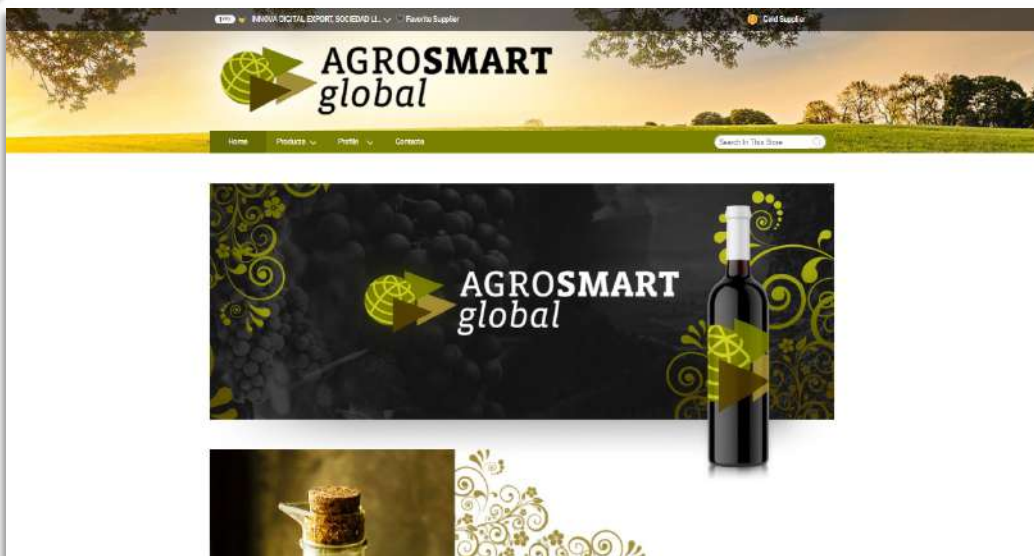 INNOVA DIGITAL EXPORT, SOCIEDAD LI... Favorite Supplier
Gold Supplier
AGROSMART
global
Home Products Profile Contacts
Search In This Store
AGROSMART
global